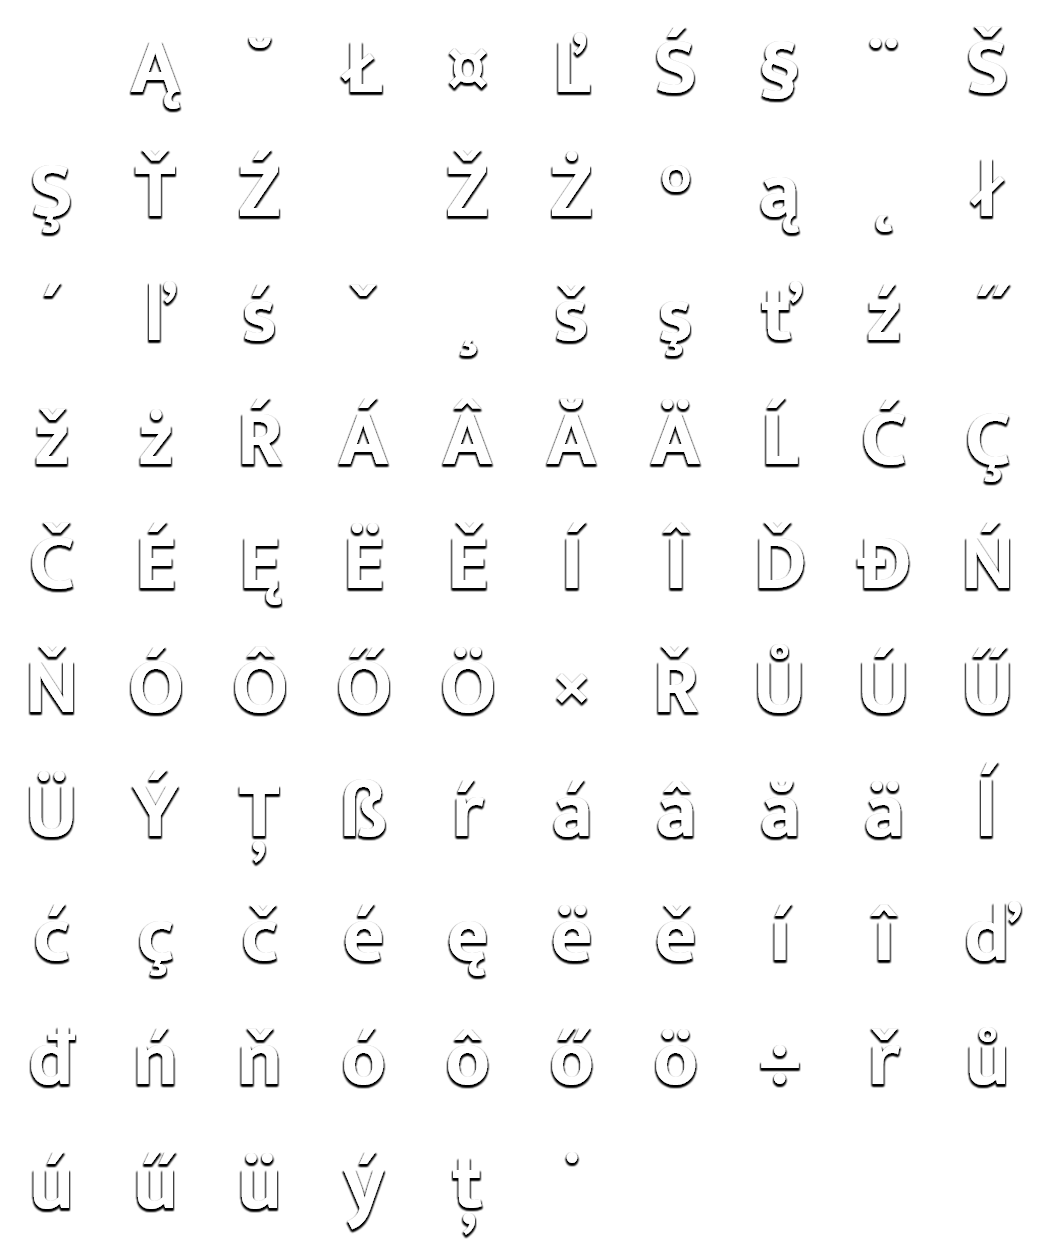 Ą ˘ Ł ¤ Ľ Ś § ¨ Š
Ş Ť Ź Ž Ż ° ą ˛ ł
´ ľ ś ˇ ¸ š ş ť ź ˝
ž ż Ŕ Á Â Ă Ä Ĺ Ć Ç
Č É Ę Ë Ě Í Î Ď Đ Ń
Ň Ó Ô Ő Ö × Ř Ů Ú Ű
Ü Ý Ț ß ŕ á â ă ä ĺ
ć ç č é ę ë ě í î ď
đ ń ň ó ô ő ö ÷ ř ů
ú ű ü ý ț ˙